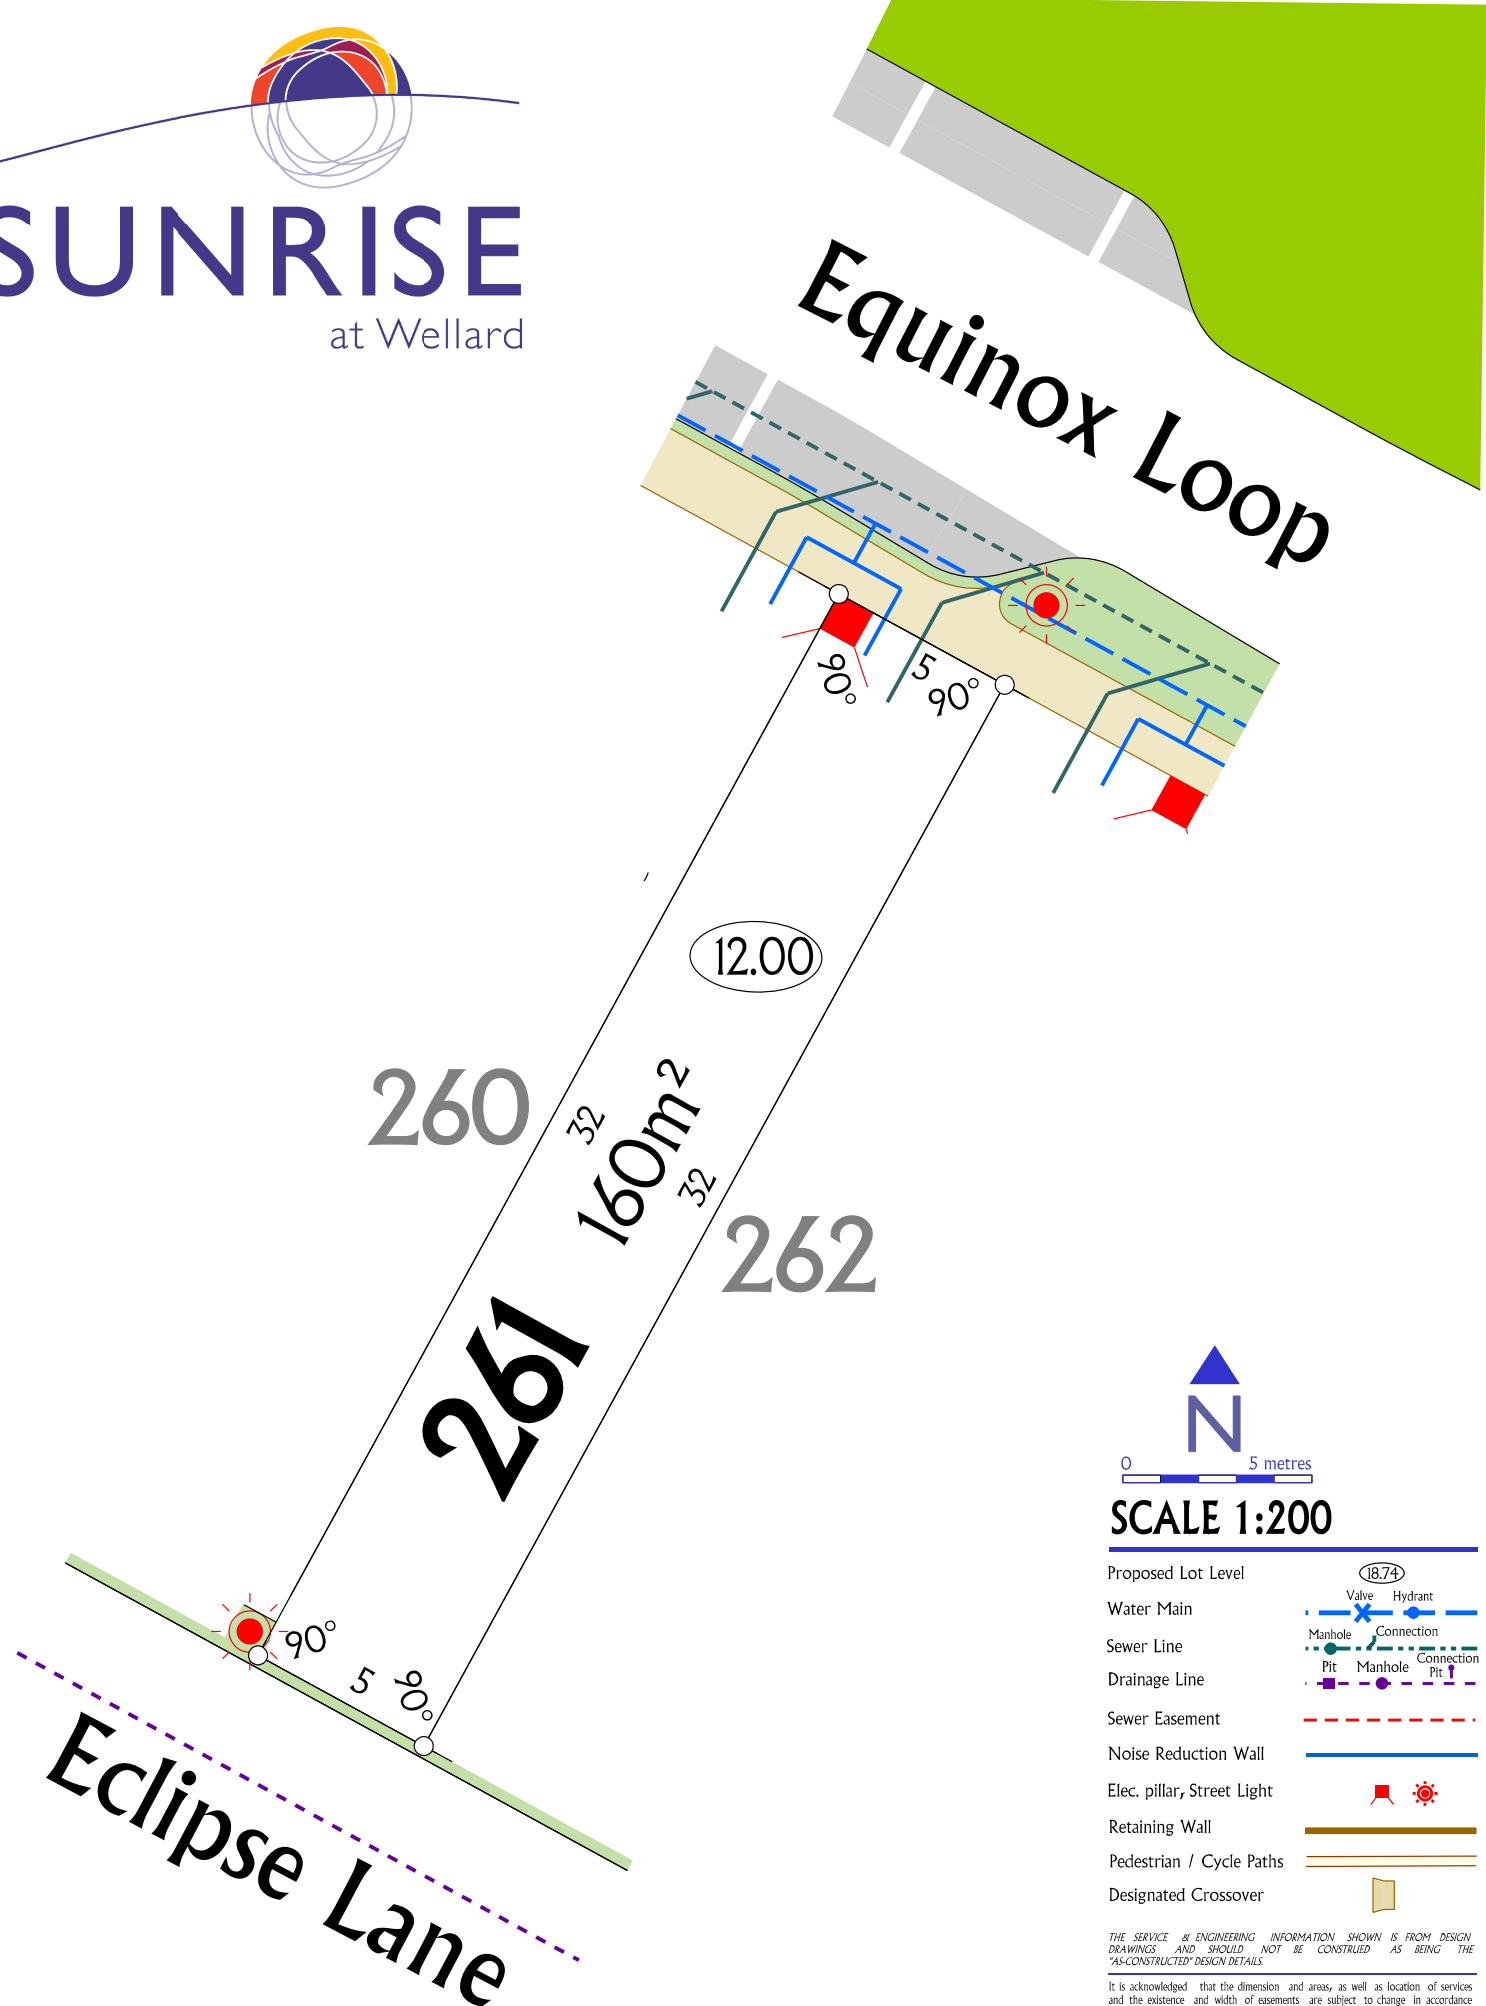 SUNRISE
at Wellard
Equinox Loop
90°
5
90°
12.00
260
32
160m²
32
262
261
90°
5
90°
Eclipse Lane
N
0 5 metres
SCALE 1:200
Proposed Lot Level 18.74
Valve Hydrant
Water Main
Manhole Connection
Sewer Line
Pit Manhole Connection Pit
Drainage Line
Sewer Easement
Noise Reduction Wall
Elec. pillar, Street Light
Retaining Wall
Pedestrian / Cycle Paths
Designated Crossover
THE SERVICE & ENGINEERING INFORMATION SHOWN IS FROM DESIGN
DRAWINGS AND SHOULD NOT BE CONSTRUED AS BEING THE
"AS-CONSTRUCTED" DESIGN DETAILS.
It is acknowledged that the dimension and areas, as well as location of services
and the existence and width of easements are subject to change in accordance